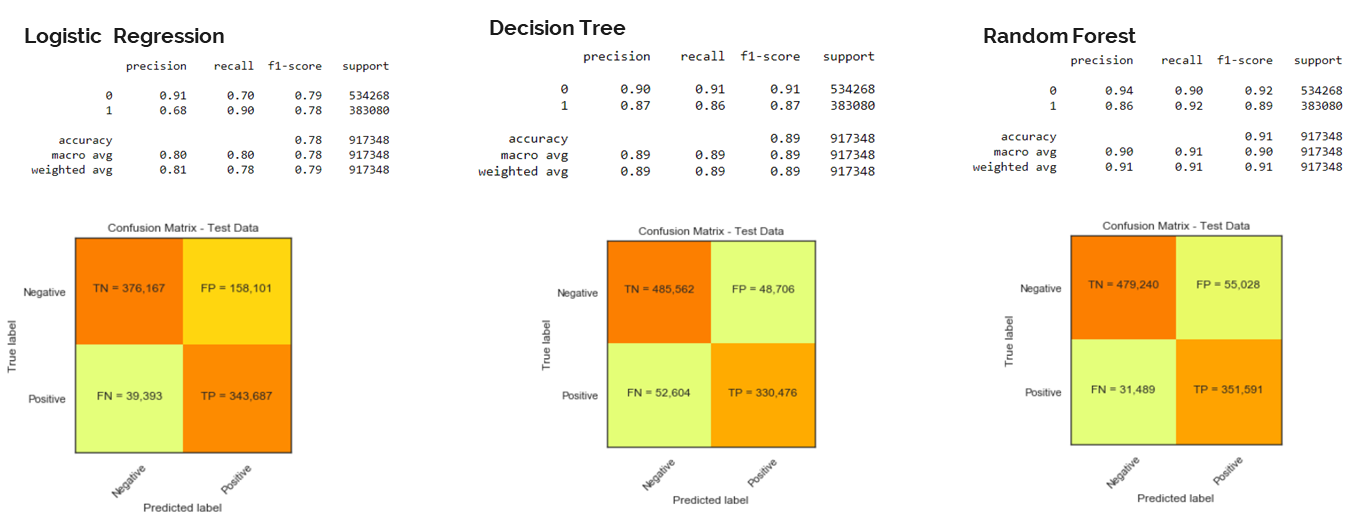 Logistic Regression
precision recall f1-score support
0 0.91 0.70 0.79 534268
1 0.68 0.90 0.78 383080
accuracy 0.78 917348
macro avg 0.80 0.80 0.78 917348
weighted avg 0.81 0.78 0.79 917348
Confusion Matrix - Test Data
True label
Negative
TN = 376,167 FP = 158,101
Positive
FN = 39,393 TP = 343,687
Negative Positive
Predicted label
Decision Tree
precision recall f1-score support
0 0.90 0.91 0.91 534268
1 0.87 0.86 0.87 383080
accuracy 0.89 917348
macro avg 0.89 0.89 0.89 917348
weighted avg 0.89 0.89 0.89 917348
Confusion Matrix - Test Data
True label
Negative
TN = 485,562 FP = 48,706
Positive
FN = 52,604 TP = 330,476
Negative Positive
Predicted label
Random Forest
precision recall f1-score support
0 0.94 0.90 0.92 534268
1 0.86 0.92 0.89 383080
accuracy 0.91 917348
macro avg 0.90 0.91 0.90 917348
weighted avg 0.91 0.91 0.91 917348
Confusion Matrix - Test Data
True label
Negative
TN = 479,240 FP = 55,028
Positive
FN = 31,489 TP = 351,591
Negative Positive
Predicted label